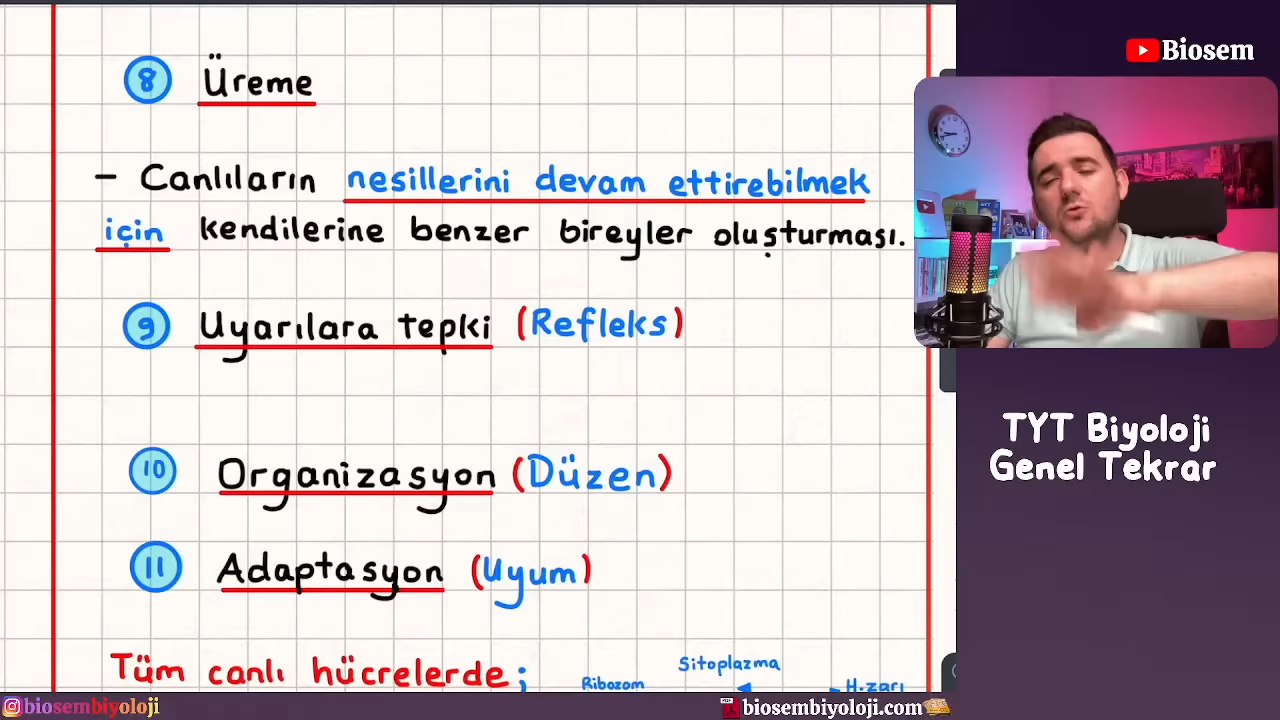 8 Üreme
- Canlıların nesillerini devam ettirebilmek
için kendilerine benzer bireyler oluşturması.
9 Uyarılara tepki (Refleks)
10 Organizasyon (Düzen)
11 Adaptasyon (Uyum)
Tüm canlı hücrelerde;
Ribozom
Sitoplazma
H.zarı
Biosem
TYT Biyoloji
Genel Tekrar
biosembiyoloji
biosembiyoloji.com